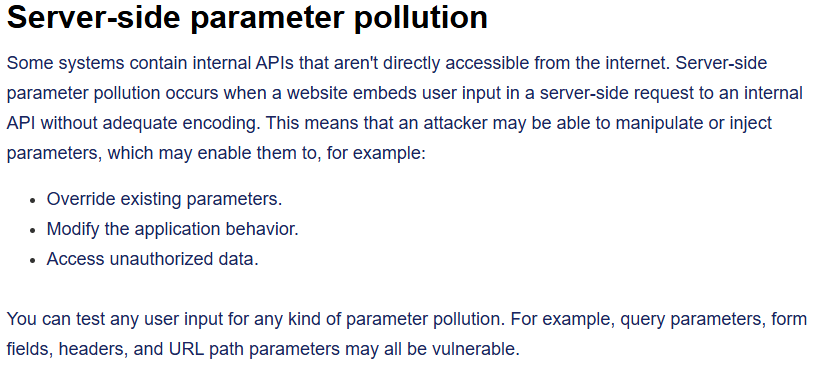 Server-side parameter pollution
Some systems contain internal APIs that aren't directly accessible from the internet. Server-side
parameter pollution occurs when a website embeds user input in a server-side request to an internal
API without adequate encoding. This means that an attacker may be able to manipulate or inject
parameters, which may enable them to, for example:
• Override existing parameters.
• Modify the application behavior.
• Access unauthorized data.
You can test any user input for any kind of parameter pollution. For example, query parameters, form
fields, headers, and URL path parameters may all be vulnerable.